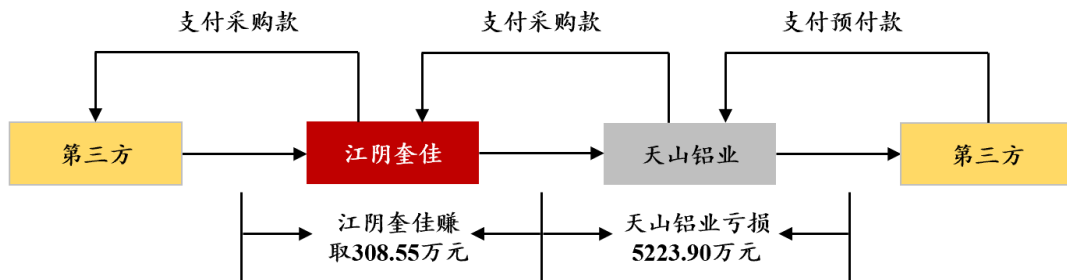 支付采购款
支付采购款
支付预付款
第三方
江阴奎佳
天山铝业
第三方
江阴奎佳赚
取308.55万元
天山铝业亏损
5223.90万元